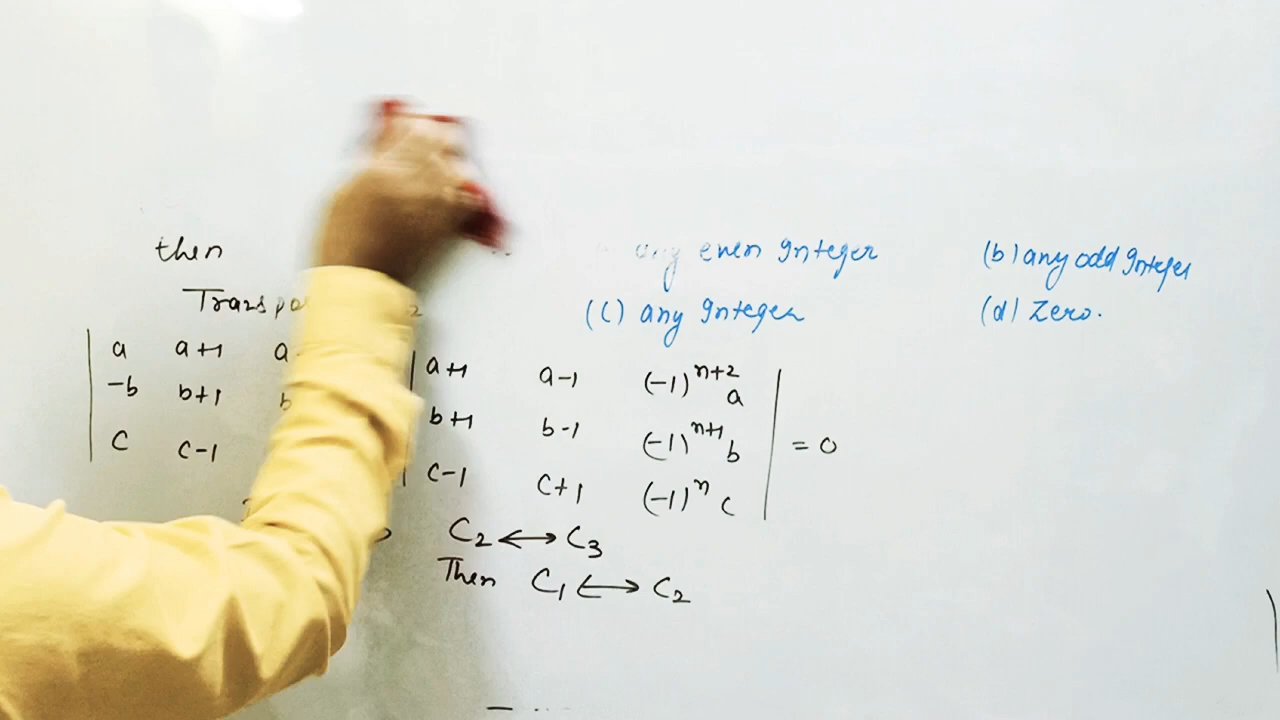 then any even Integer (b) any odd Integer
(C) any Integer (d) Zero.
| a a+1 a
-b b+1 b
C C-1
| a+1 a-1 (-1)^{n+2} a
b+1 b-1 (-1)^{n+1} b
C-1 C+1 (-1)^{n} C | = 0
C₂ ↔ C₃
Then C₁ ↔ C₂